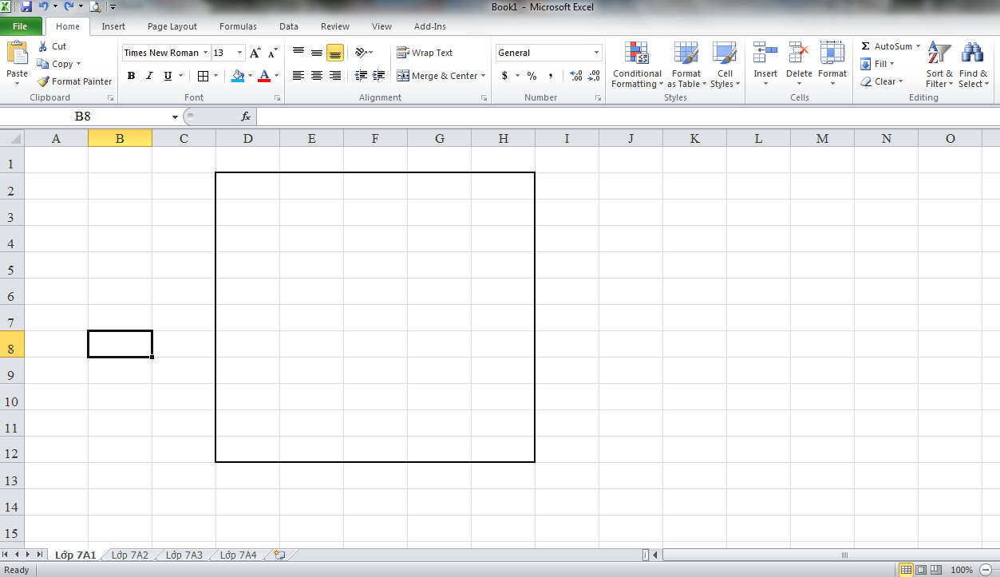 Book1 - Microsoft Excel
File Home Insert Page Layout Formulas Data Review View Add-Ins
Paste
Cut
Copy
Format Painter
Clipboard
Times New Roman 13 A A
B I U A
Font
Wrap Text
Merge & Center
Alignment
General
$ % , .00 .0
Number
Conditional Formatting
Format as Table
Cell Styles
Styles
Insert Delete Format
Cells
Σ AutoSum
Fill
Clear
Sort & Filter
Find & Select
Editing
B8 fx
A B C D E F G H I J K L M N O
1
2
3
4
5
6
7
8
9
10
11
12
13
14
15
Lớp 7A1 Lớp 7A2 Lớp 7A3 Lớp 7A4
Ready 100%